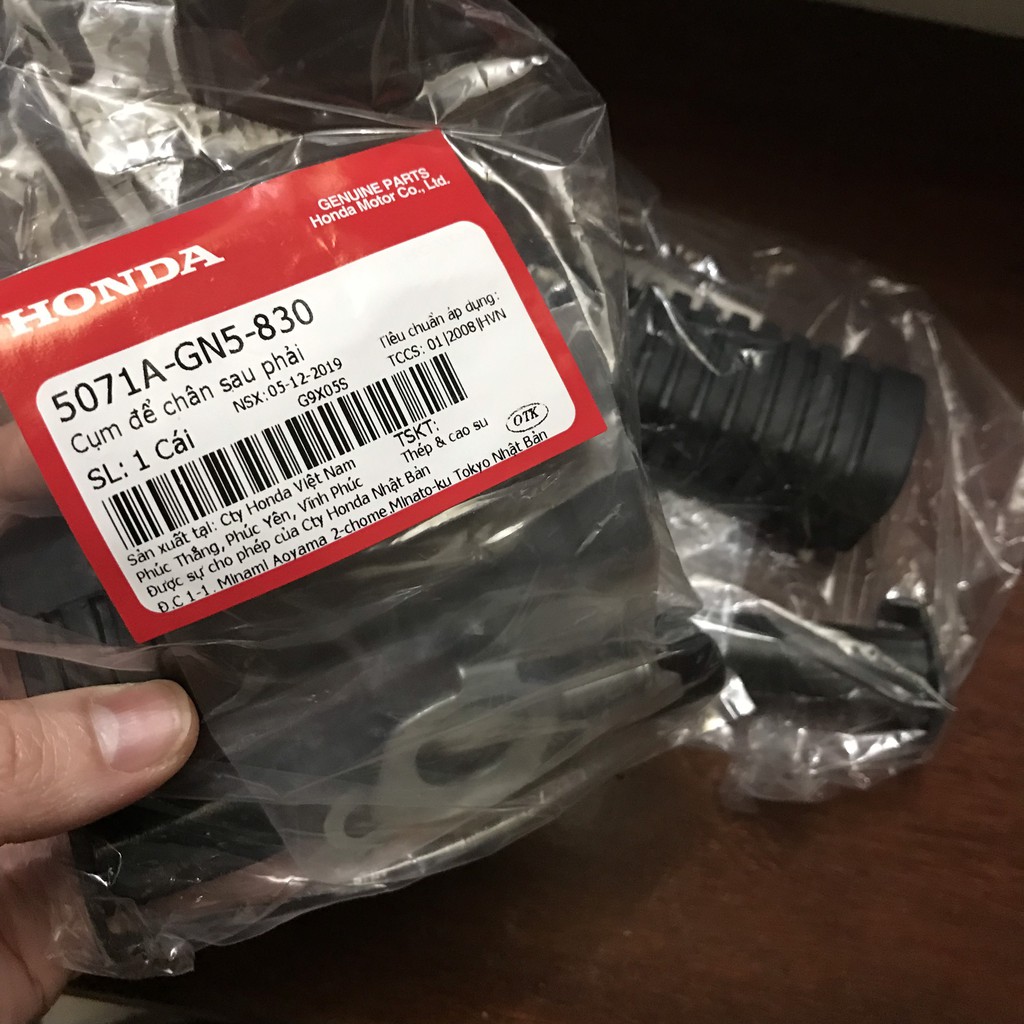 GENUINE PARTS
Honda Motor Co., Ltd.
HONDA
5071A-GN5-830
Cụm để chân sau phải
NSX: 05-12-2019
Tiêu chuẩn áp dụng:
TCCS: 01|2008|HVN
SL: 1 Cái
G9X05S
TSKT:
Thép & cao su
OTK
Sản xuất tại: Cty Honda Việt Nam
Phúc Thắng, Phúc Yên, Vĩnh Phúc
Được sự cho phép của Cty Honda Nhật Bản
Đ.C 1-1, Minami Aoyama 2-chome,Minato-ku Tokyo Nhật Bản